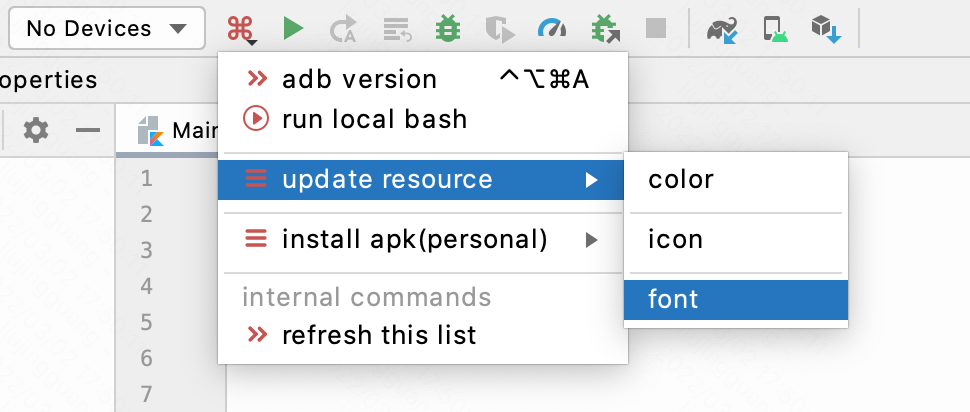 No Devices
operties
adb version ⌃⌥⌘A
run local bash
Main
1
update resource
color
2
install apk(personal)
icon
3
4
internal commands
font
5
refresh this list
6
7